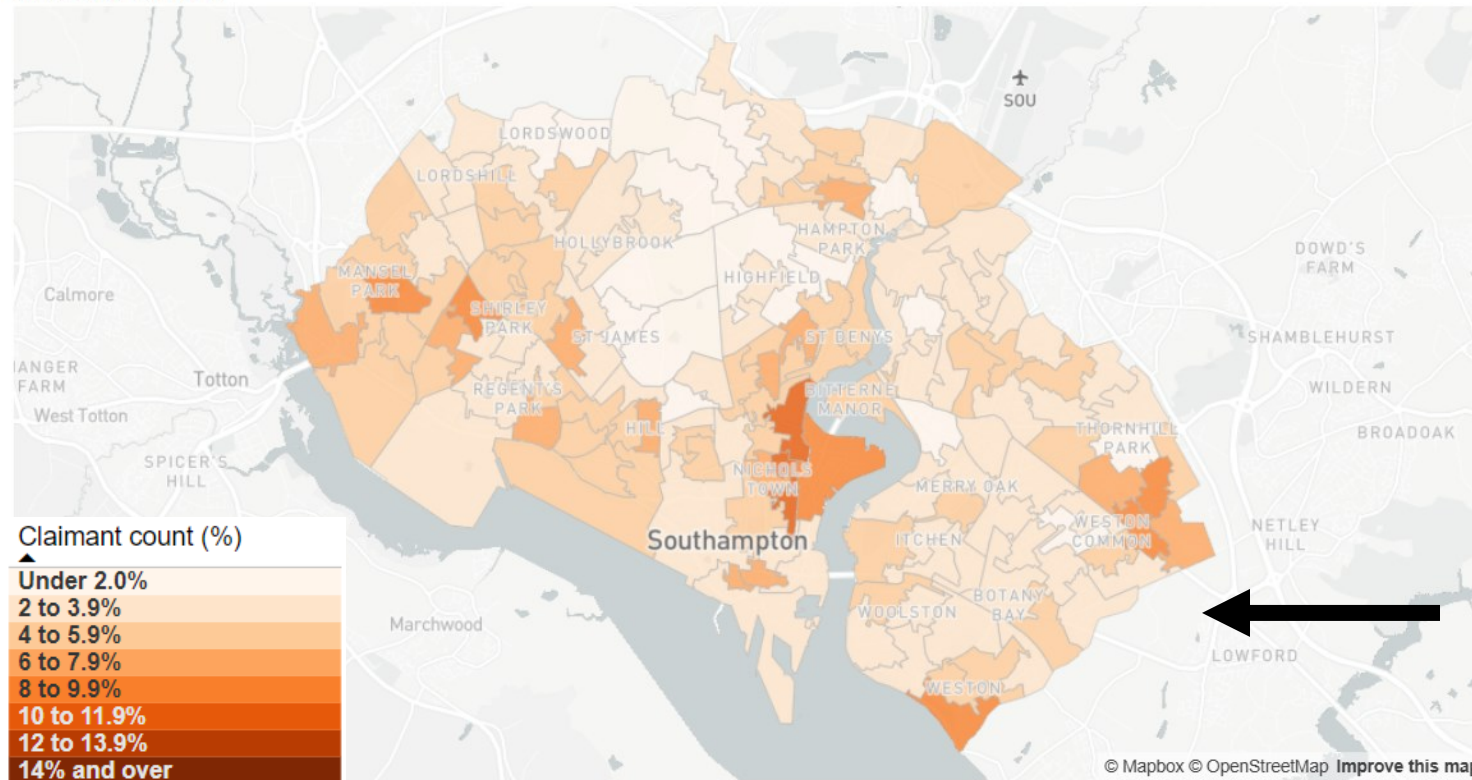 SOU
LORDSWOOD
LORDSHILL
HOLLYBROOK
HAMPTON
PARK
DOWD'S
FARM
MANSEL
PARK
HIGHFIELD
Calmore
SHIRLEY
PARK
ST JAMES
ST DENYS
SHAMBLEHURST
FARM
Totton
REGENT'S
PARK
BITTERNE
MANOR
WILDERN
West Totton
HILL
THORNHILL
PARK
BROADOAK
SPICER'S
HILL
NICHOLS
TOWN
MERRY OAK
Southampton
ITCHEN
WESTON
COMMON
NETLEY
HILL
Claimant count (%)
Under 2.0%
2 to 3.9%
4 to 5.9%
6 to 7.9%
8 to 9.9%
10 to 11.9%
12 to 13.9%
14% and over
Marchwood
WOOLSTON
BOTANY
BAY
LOWFORD
WESTON
© Mapbox © OpenStreetMap Improve this map